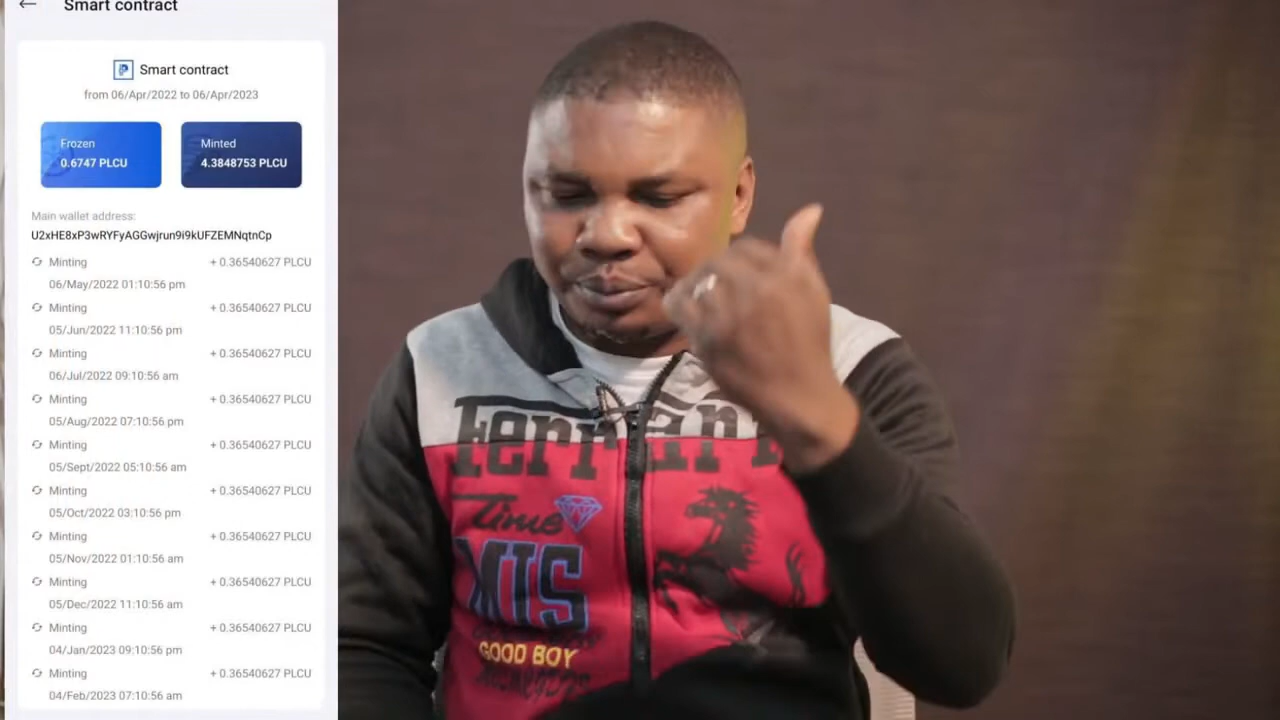 Smart contract
Smart contract
from 06/Apr/2022 to 06/Apr/2023
Frozen
0.6747 PLCU
Minted
4.3848753 PLCU
Main wallet address:
U2xHE8xP3wRYFyAGGwjrun9i9kUFZEMNqtnCp
Minting + 0.36540627 PLCU
06/May/2022 01:10:56 pm
Minting + 0.36540627 PLCU
05/Jun/2022 11:10:56 pm
Minting + 0.36540627 PLCU
06/Jul/2022 09:10:56 am
Minting + 0.36540627 PLCU
05/Aug/2022 07:10:56 pm
Minting + 0.36540627 PLCU
05/Sept/2022 05:10:56 am
Minting + 0.36540627 PLCU
05/Oct/2022 03:10:56 pm
Minting + 0.36540627 PLCU
05/Nov/2022 01:10:56 am
Minting + 0.36540627 PLCU
05/Dec/2022 11:10:56 am
Minting + 0.36540627 PLCU
04/Jan/2023 09:10:56 pm
Minting + 0.36540627 PLCU
04/Feb/2023 07:10:56 am
Time
GOOD BOY